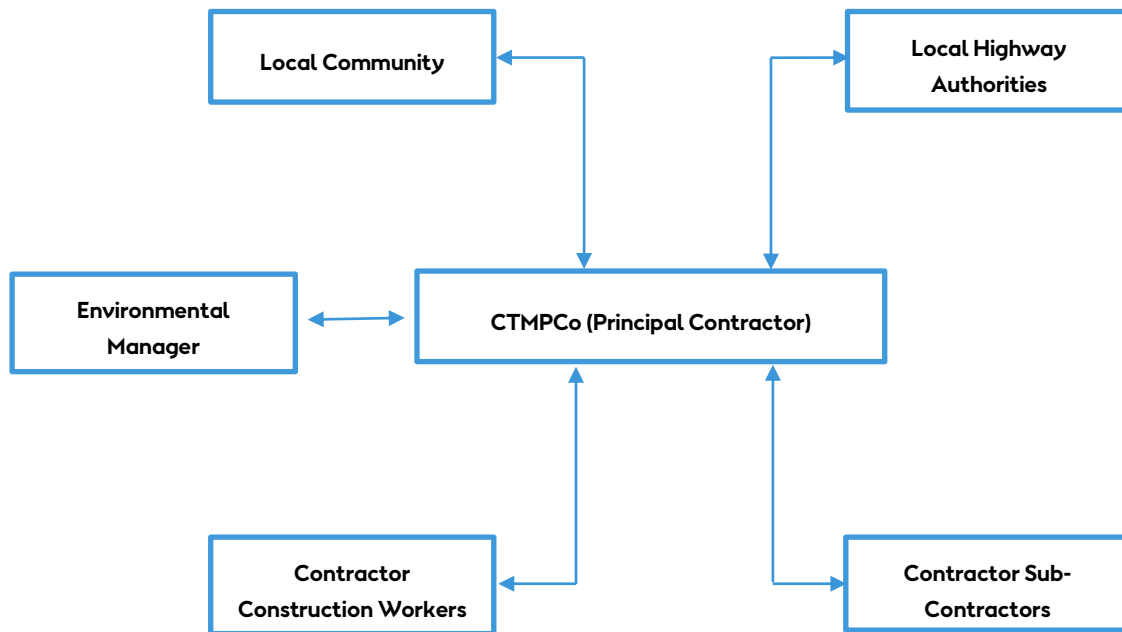 Local Community
Local Highway
Authorities
Environmental
Manager
CTMPCo (Principal Contractor)
Contractor
Construction Workers
Contractor Sub-
Contractors